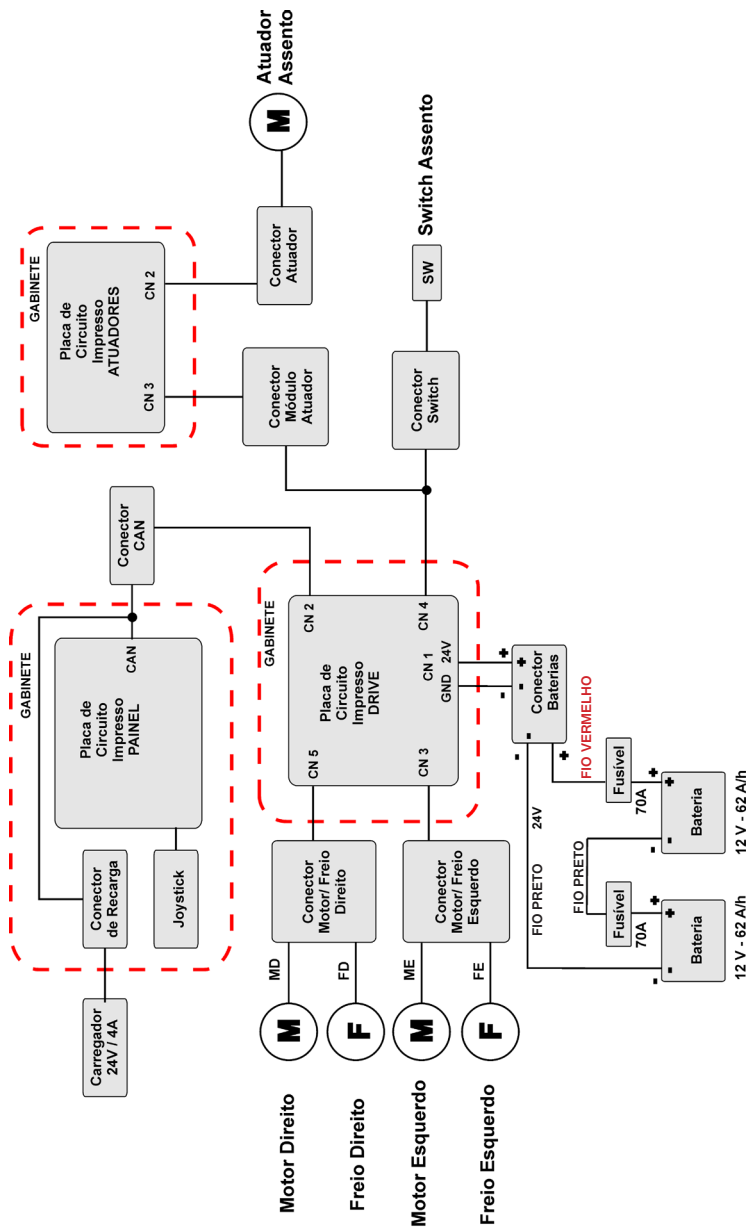 Carregador
24V / 4A
Conector
de Recarga
Joystick
GABINETE
Placa de
Circuito
Impresso
PAINEL
CAN
Conector
CAN
GABINETE
Placa de
Circuito
Impresso
ATUADORES
CN 3
CN 2
Conector
Módulo
Atuador
Conector
Atuador
M
Atuador
Assento
Motor Direito
M
MD
Freio Direito
F
FD
Conector
Motor/ Freio
Direito
Motor Esquerdo
M
ME
Freio Esquerdo
F
FE
Conector
Motor/ Freio
Esquerdo
GABINETE
Placa de
Circuito
Impresso
DRIVE
CN 5
CN 2
CN 3
CN 1
GND 24V
CN 4
Conector
Switch
SW
Switch Assento
- +
- +
Conector
Baterias
-
- +
FIO PRETO
24V
FIO VERMELHO
Fusível
70A
FIO PRETO
Fusível
70A
- +
- +
Bateria
12 V - 62 A/h
- +
- +
Bateria
12 V - 62 A/h